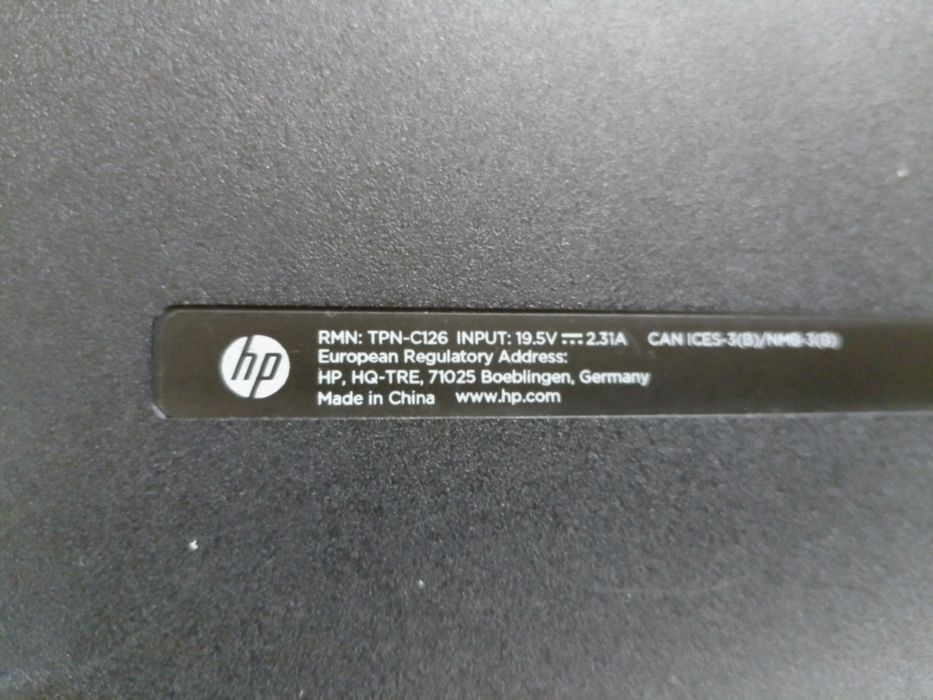 hp
RMN: TPN-C126 INPUT: 19.5V ⎓ 2.31A CAN ICES-3(B)/NMB-3(B)
European Regulatory Address:
HP, HQ-TRE, 71025 Boeblingen, Germany
Made in China www.hp.com